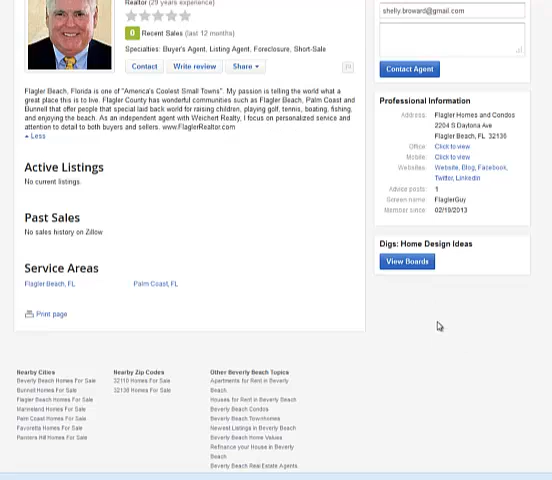 Realtor (29 years experience)
0 Recent Sales (last 12 months)
Specialties: Buyer's Agent, Listing Agent, Foreclosure, Short-Sale
Contact Write review Share
Flagler Beach, Florida is one of "America's Coolest Small Towns". My passion is telling the world what a
great place this is to live. Flagler County has wonderful communities such as Flagler Beach, Palm Coast and
Bunnell that offer people that special laid back world for raising children, playing golf, tennis, boating, fishing,
and enjoying the beach. As an independent agent with Weichert Realty, I focus on personalized service and
attention to detail to both buyers and sellers. www.FlaglerRealtor.com
Less
Active Listings
No current listings.
Past Sales
No sales history on Zillow
Service Areas
Flagler Beach, FL Palm Coast, FL
Print page
shelly.broward@gmail.com
Contact Agent
Professional Information
Address: Flagler Homes and Condos
2204 S Daytona Ave
Flagler Beach, FL 32136
Office: Click to view
Mobile: Click to view
Websites: Website, Blog, Facebook,
Twitter, LinkedIn
Advice posts: 1
Screen name: FlaglerGuy
Member since: 02/19/2013
Digs: Home Design Ideas
View Boards
Nearby Cities
Beverly Beach Homes For Sale
Bunnell Homes For Sale
Flagler Beach Homes For Sale
Marineland Homes For Sale
Palm Coast Homes For Sale
Favoretta Homes For Sale
Painters Hill Homes For Sale
Nearby Zip Codes
32110 Homes For Sale
32136 Homes For Sale
Other Beverly Beach Topics
Apartments for Rent in Beverly
Beach
Houses for Rent in Beverly Beach
Beverly Beach Condos
Beverly Beach Townhomes
Newest Listings in Beverly Beach
Beverly Beach Home Values
Refinance your House in Beverly
Beach
Beverly Beach Real Estate Agents